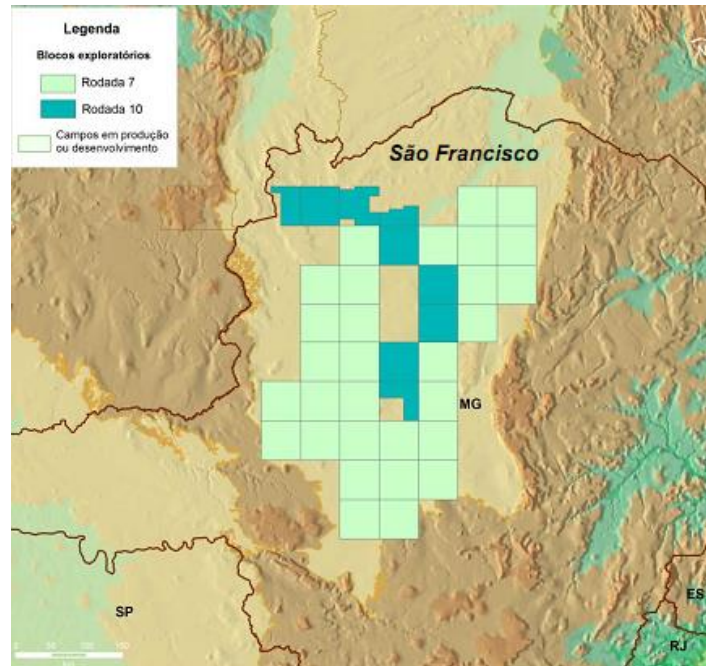 Legenda
Blocos exploratórios
Rodada 7
Rodada 10
Campos em produção
ou desenvolvimento
São Francisco
MG
SP
ES
RJ